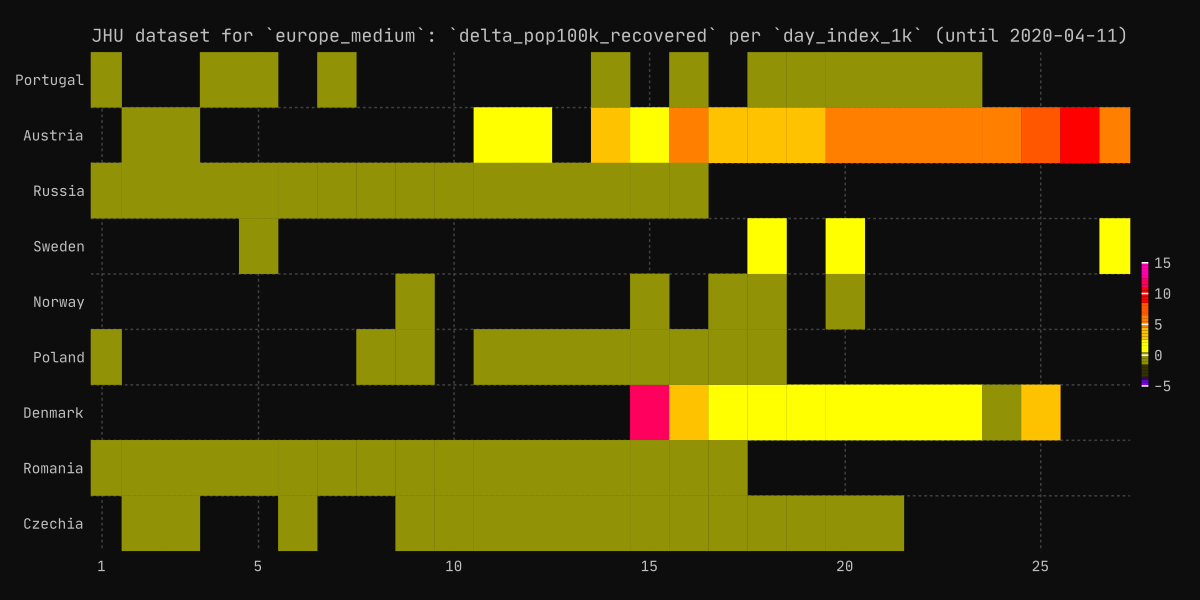 JHU dataset for `europe_medium`: `delta_pop100k_recovered` per `day_index_1k` (until 2020-04-11)
Portugal
Austria
Russia
Sweden
Norway
Poland
Denmark
Romania
Czechia
15
10
5
0
-5
1 5 10 15 20 25